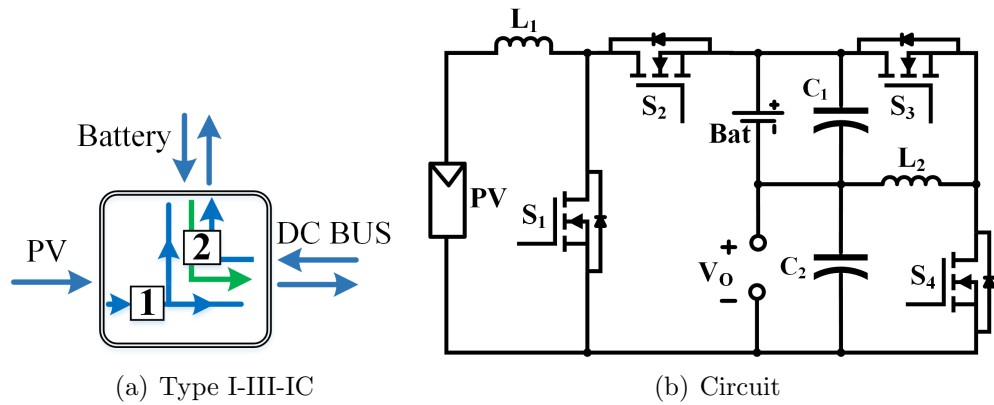 Battery
PV
DC BUS
1
2
(a) Type I-III-IC
L₁
S₂
S₃
C₁
Bat
+
-
L₂
PV
S₁
+
V_O
-
C₂
S₄
(b) Circuit